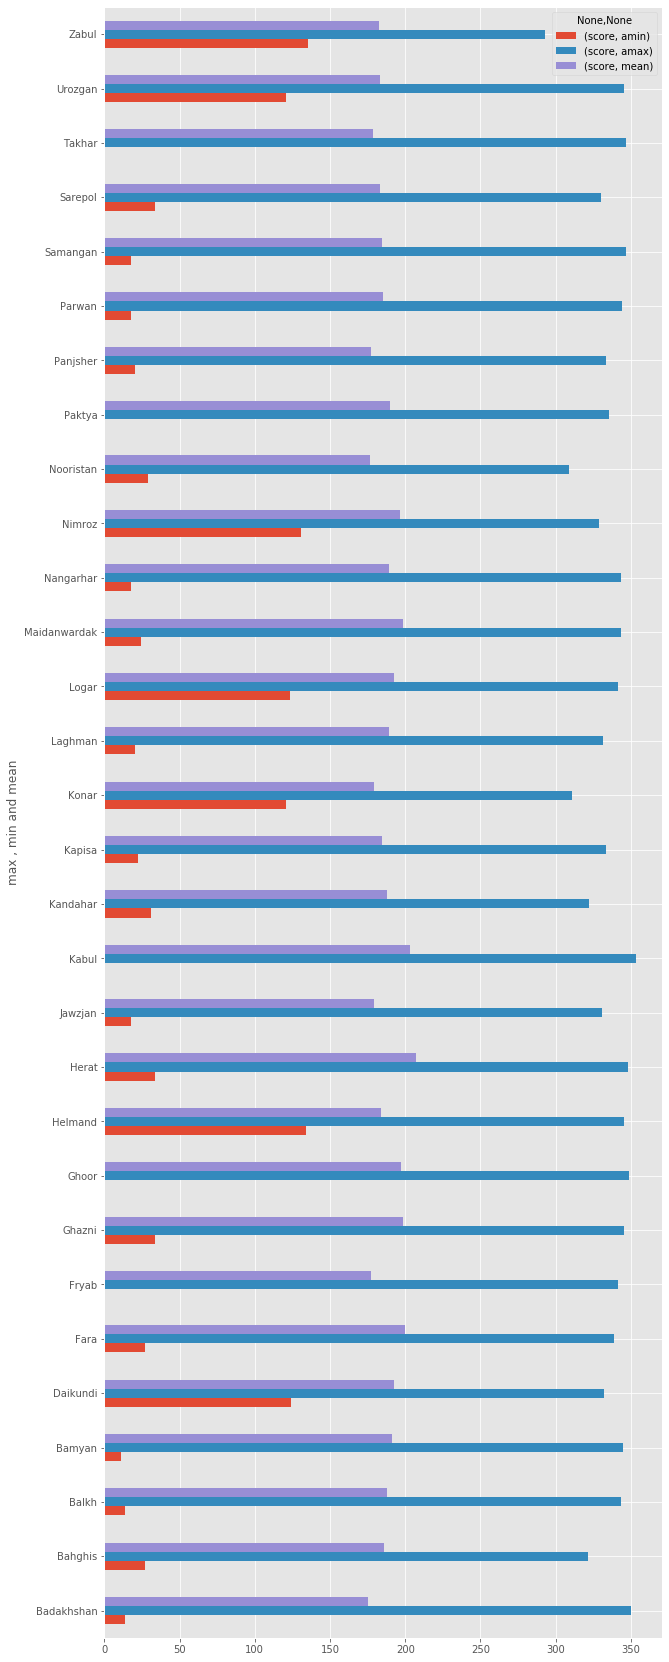 None,None
(score, amin)
(score, amax)
(score, mean)
max , min and mean
Zabul
Urozgan
Takhar
Sarepol
Samangan
Parwan
Panjsher
Paktya
Nooristan
Nimroz
Nangarhar
Maidanwardak
Logar
Laghman
Konar
Kapisa
Kandahar
Kabul
Jawzjan
Herat
Helmand
Ghoor
Ghazni
Fryab
Fara
Daikundi
Bamyan
Balkh
Bahghis
Badakhshan
0 50 100 150 200 250 300 350